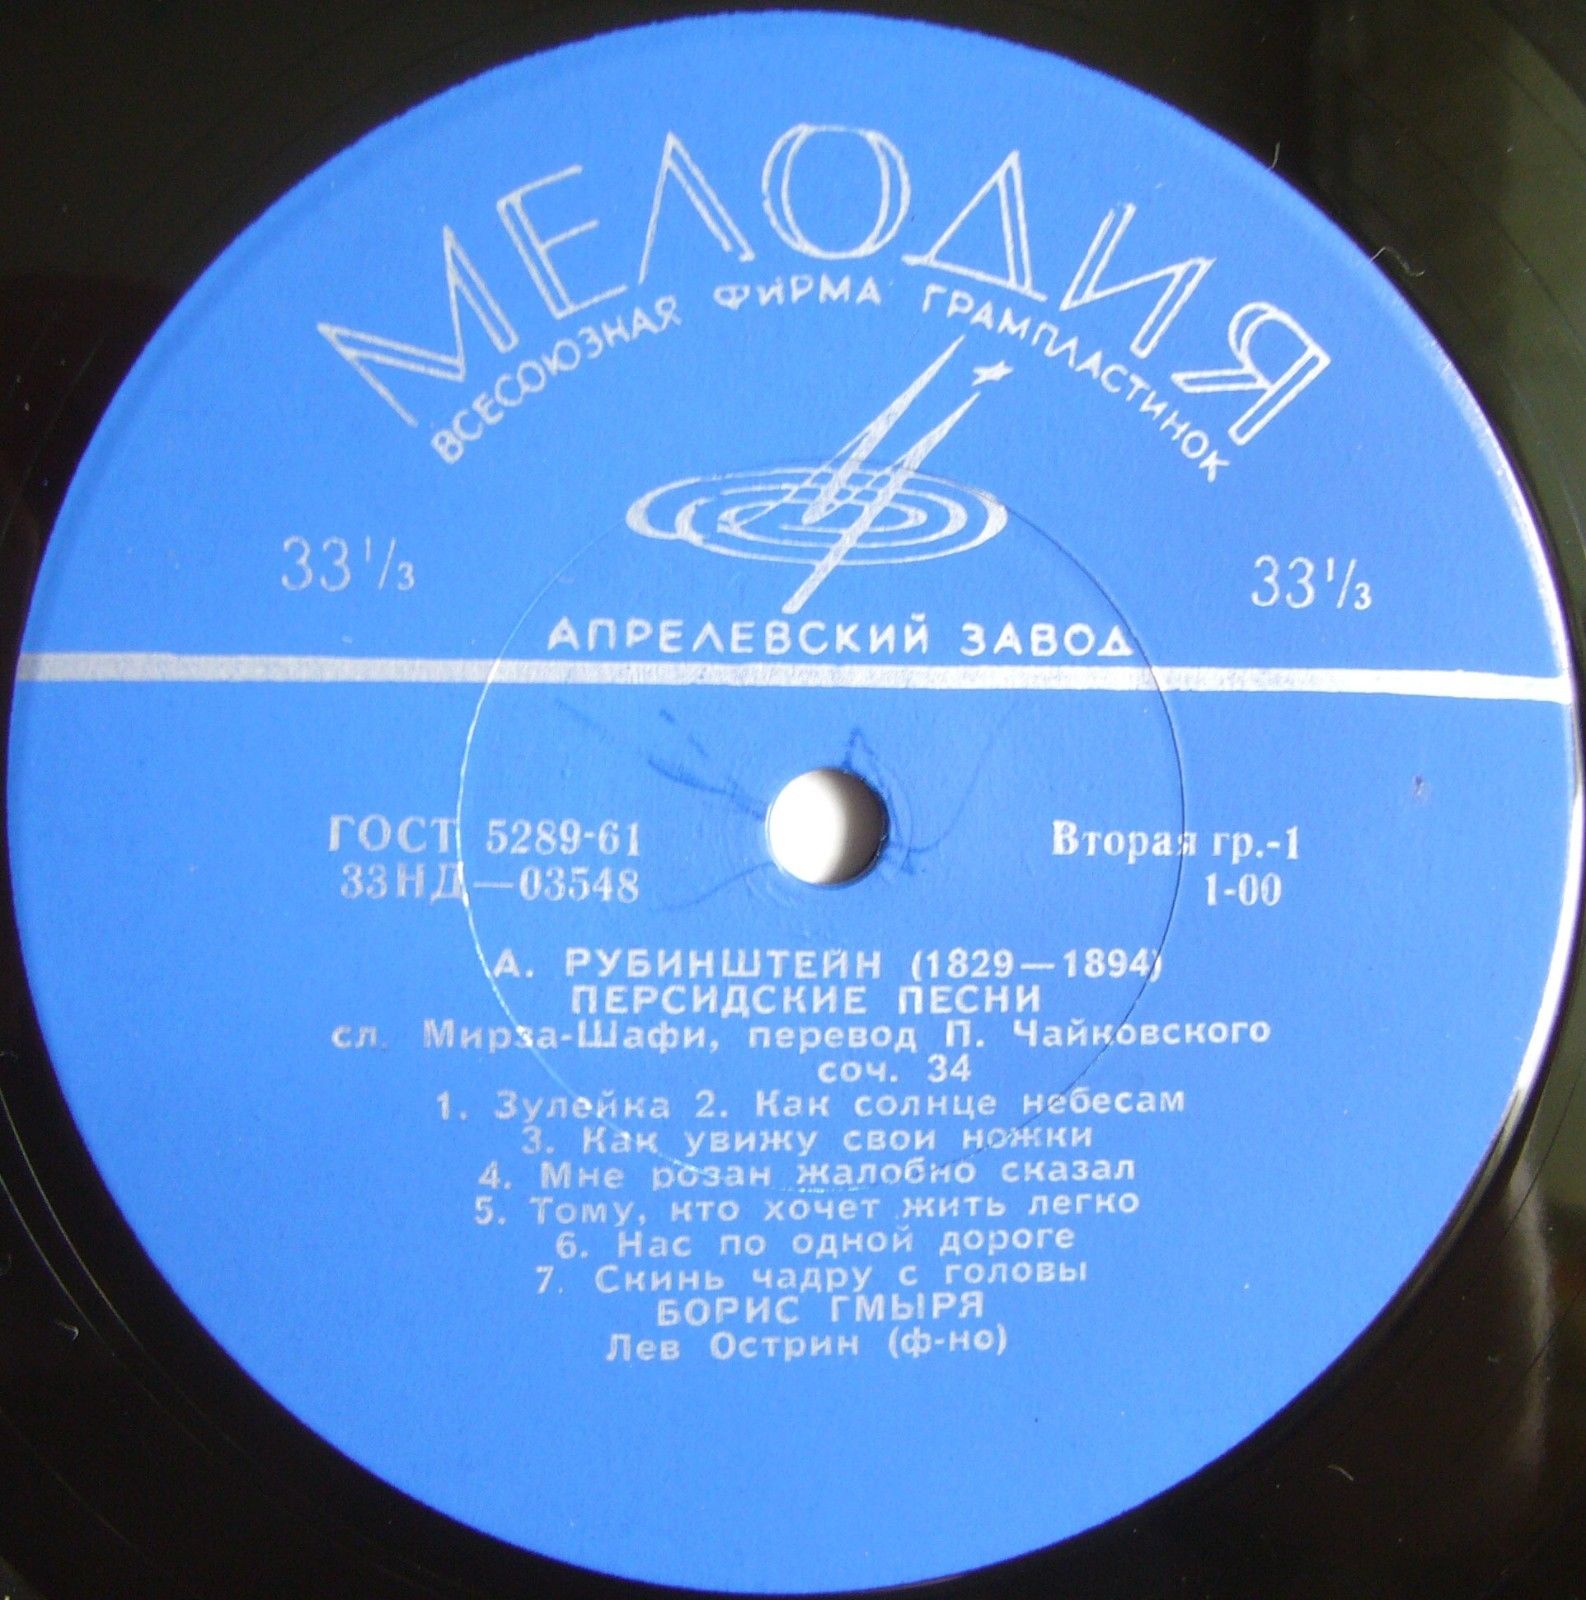 МЕЛОДИЯ
ВСЕСОЮЗНАЯ ФИРМА ГРАМПЛАСТИНОК
33⅓ 33⅓
АПРЕЛЕВСКИЙ ЗАВОД
ГОСТ 5289-61 Вторая гр.-1
33НД—03548 1-00
А. РУБИНШТЕЙН (1829—1894)
ПЕРСИДСКИЕ ПЕСНИ
сл. Мирза-Шафи, перевод П. Чайковского
соч. 34
1. Зулейка 2. Как солнце небесам
3. Как увижу свои ножки
4. Мне розан жалобно сказал
5. Тому, кто хочет жить легко
6. Нас по одной дороге
7. Скинь чадру с головы
БОРИС ГМЫРЯ
Лев Острин (ф-но)